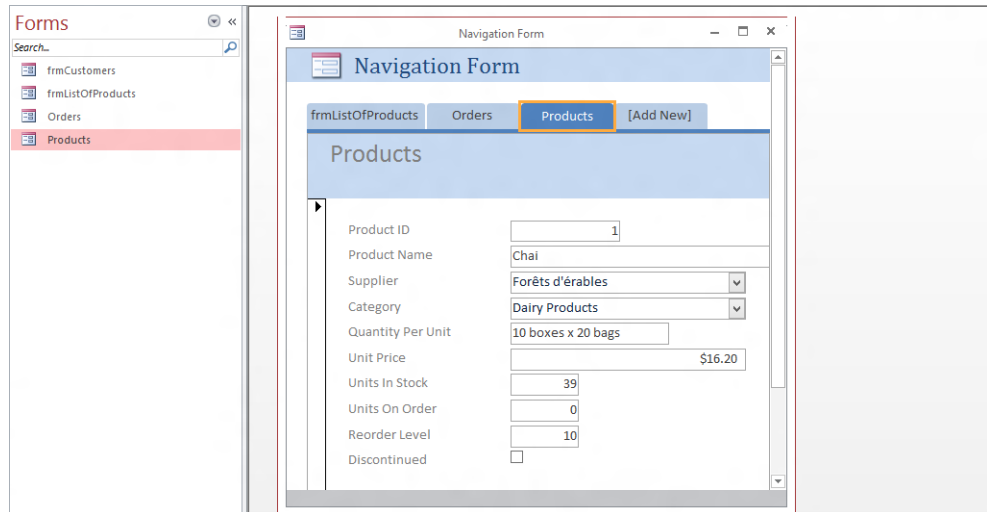 Forms
Search...
frmCustomers
frmListOfProducts
Orders
Products
Navigation Form
Navigation Form
frmListOfProducts Orders Products [Add New]
Products
Product ID 1
Product Name Chai
Supplier Forêts d'érables
Category Dairy Products
Quantity Per Unit 10 boxes x 20 bags
Unit Price $16.20
Units In Stock 39
Units On Order 0
Reorder Level 10
Discontinued